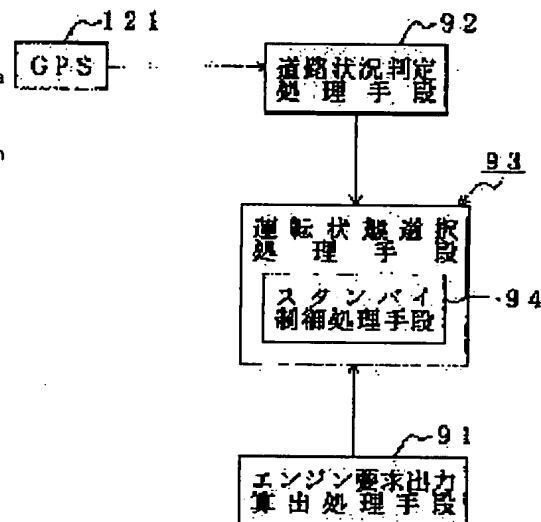 121
GPS
92
道路状況判定
処理手段
93
運転状態選択
処理手段
スタンバイ
制御処理手段
94
91
エンジン要求出力
算出処理手段